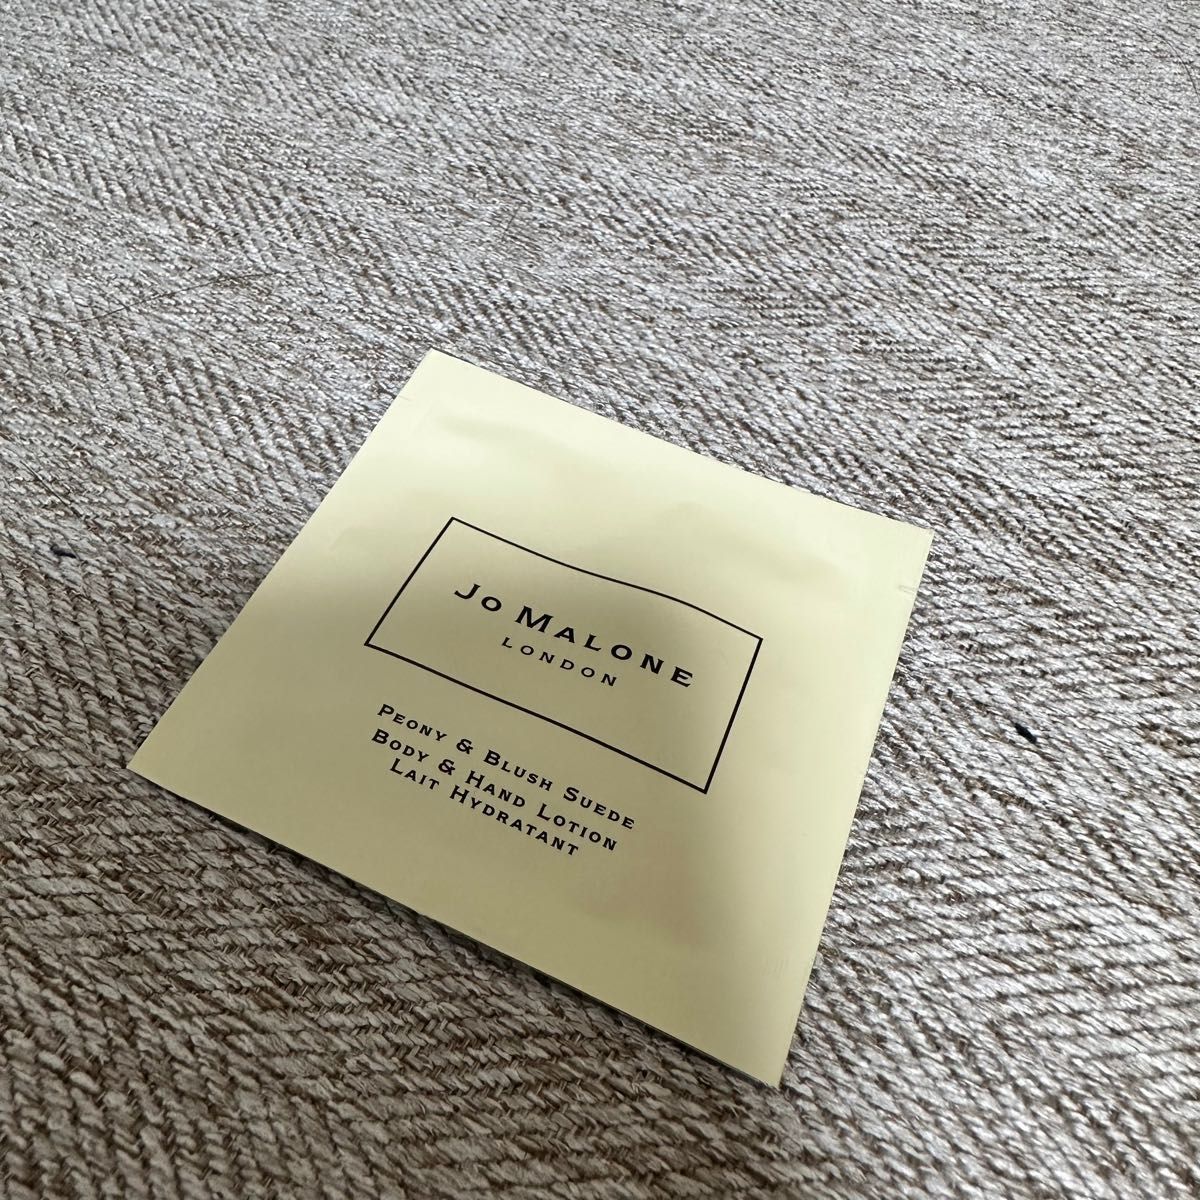 Jo Malone
LONDON
Peony & Blush Suede
Body & Hand Lotion
Lait Hydratant